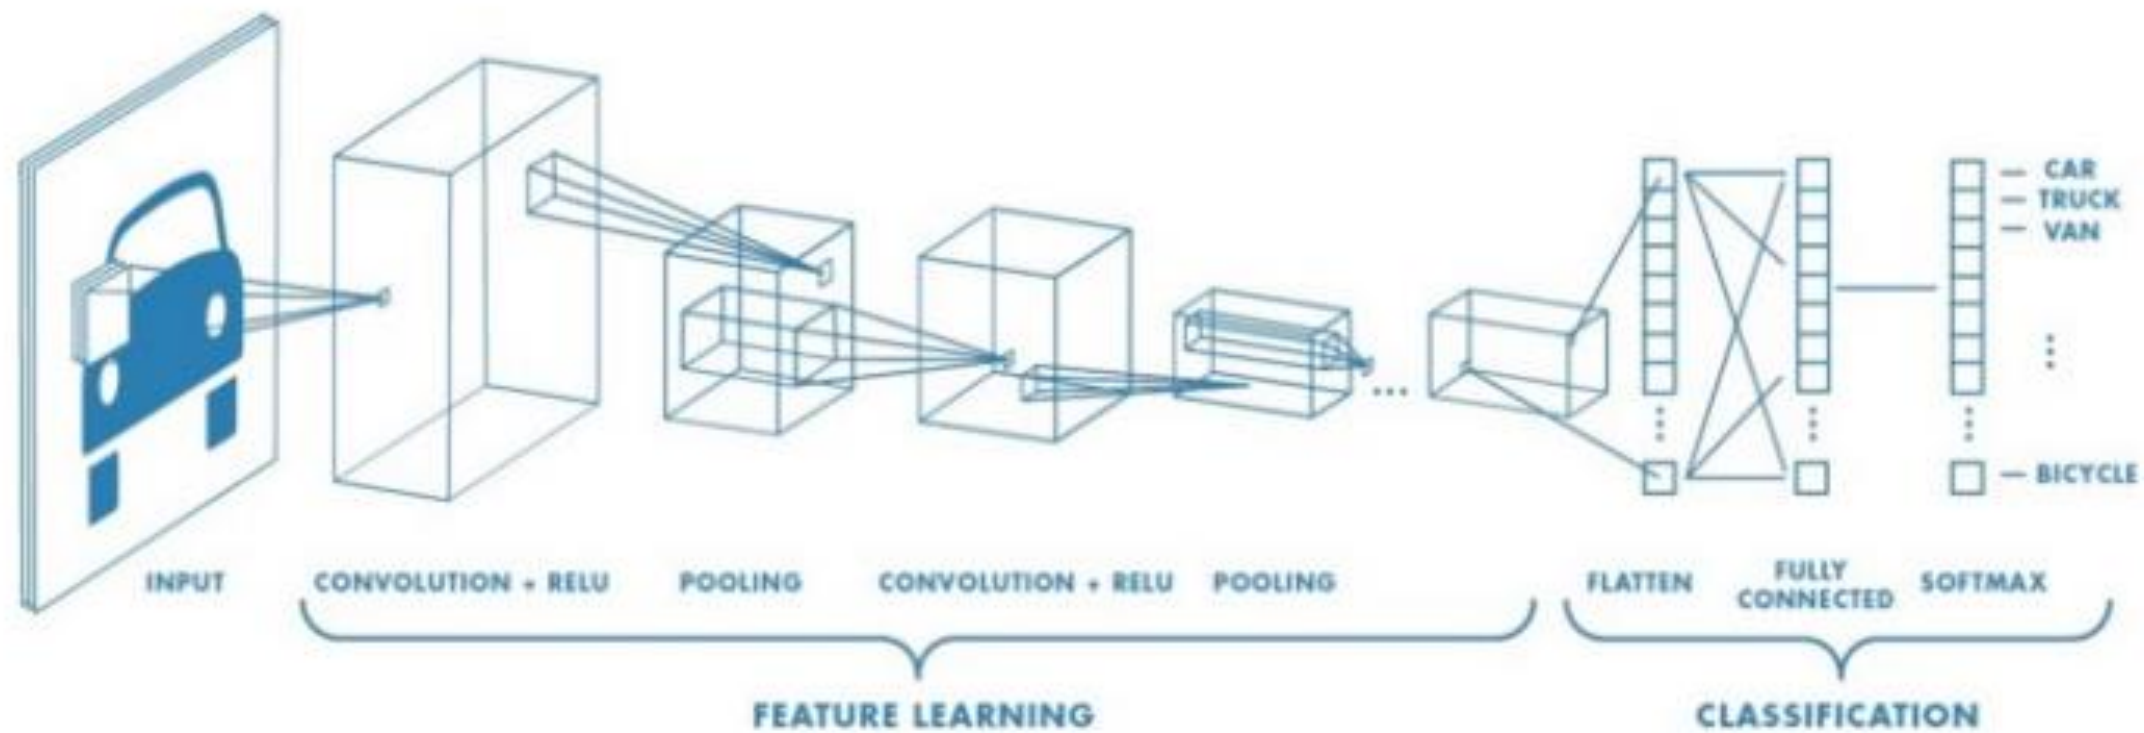 CAR
TRUCK
VAN
BICYCLE
INPUT
CONVOLUTION + RELU
POOLING
CONVOLUTION + RELU
POOLING
FLATTEN
FULLY
CONNECTED
SOFTMAX
FEATURE LEARNING
CLASSIFICATION